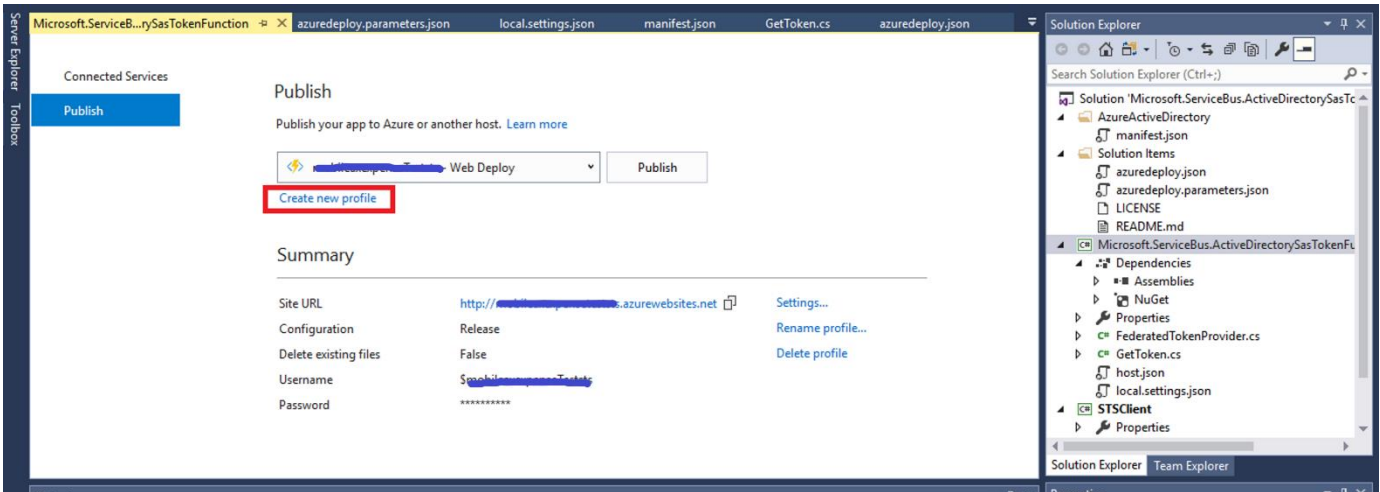 Server Explorer
Toolbox
Microsoft.ServiceB...rySasTokenFunction
azuredeploy.parameters.json
local.settings.json
manifest.json
GetToken.cs
azuredeploy.json
Connected Services
Publish
Publish
Publish your app to Azure or another host. Learn more
- Web Deploy
Publish
Create new profile
Summary
Site URL
http://
s.azurewebsites.net
Settings...
Configuration
Release
Rename profile...
Delete existing files
False
Delete profile
Username
Password
**********
Solution Explorer
Search Solution Explorer (Ctrl+;)
Solution 'Microsoft.ServiceBus.ActiveDirectorySasTo
AzureActiveDirectory
manifest.json
Solution Items
azuredeploy.json
azuredeploy.parameters.json
LICENSE
README.md
C# Microsoft.ServiceBus.ActiveDirectorySasTokenFu
Dependencies
Assemblies
NuGet
Properties
C# FederatedTokenProvider.cs
C# GetToken.cs
host.json
local.settings.json
C# STSClient
Properties
Solution Explorer
Team Explorer